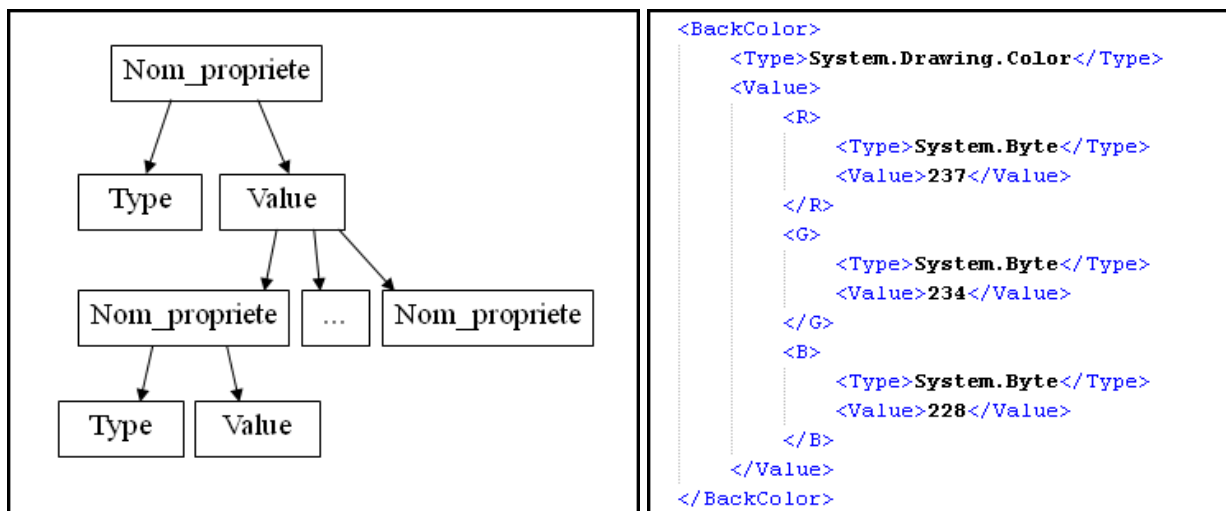 Nom_propriete
Type Value
Nom_propriete ... Nom_propriete
Type Value
<BackColor>
<Type>System.Drawing.Color</Type>
<Value>
<R>
<Type>System.Byte</Type>
<Value>237</Value>
</R>
<G>
<Type>System.Byte</Type>
<Value>234</Value>
</G>
<B>
<Type>System.Byte</Type>
<Value>228</Value>
</B>
</Value>
</BackColor>